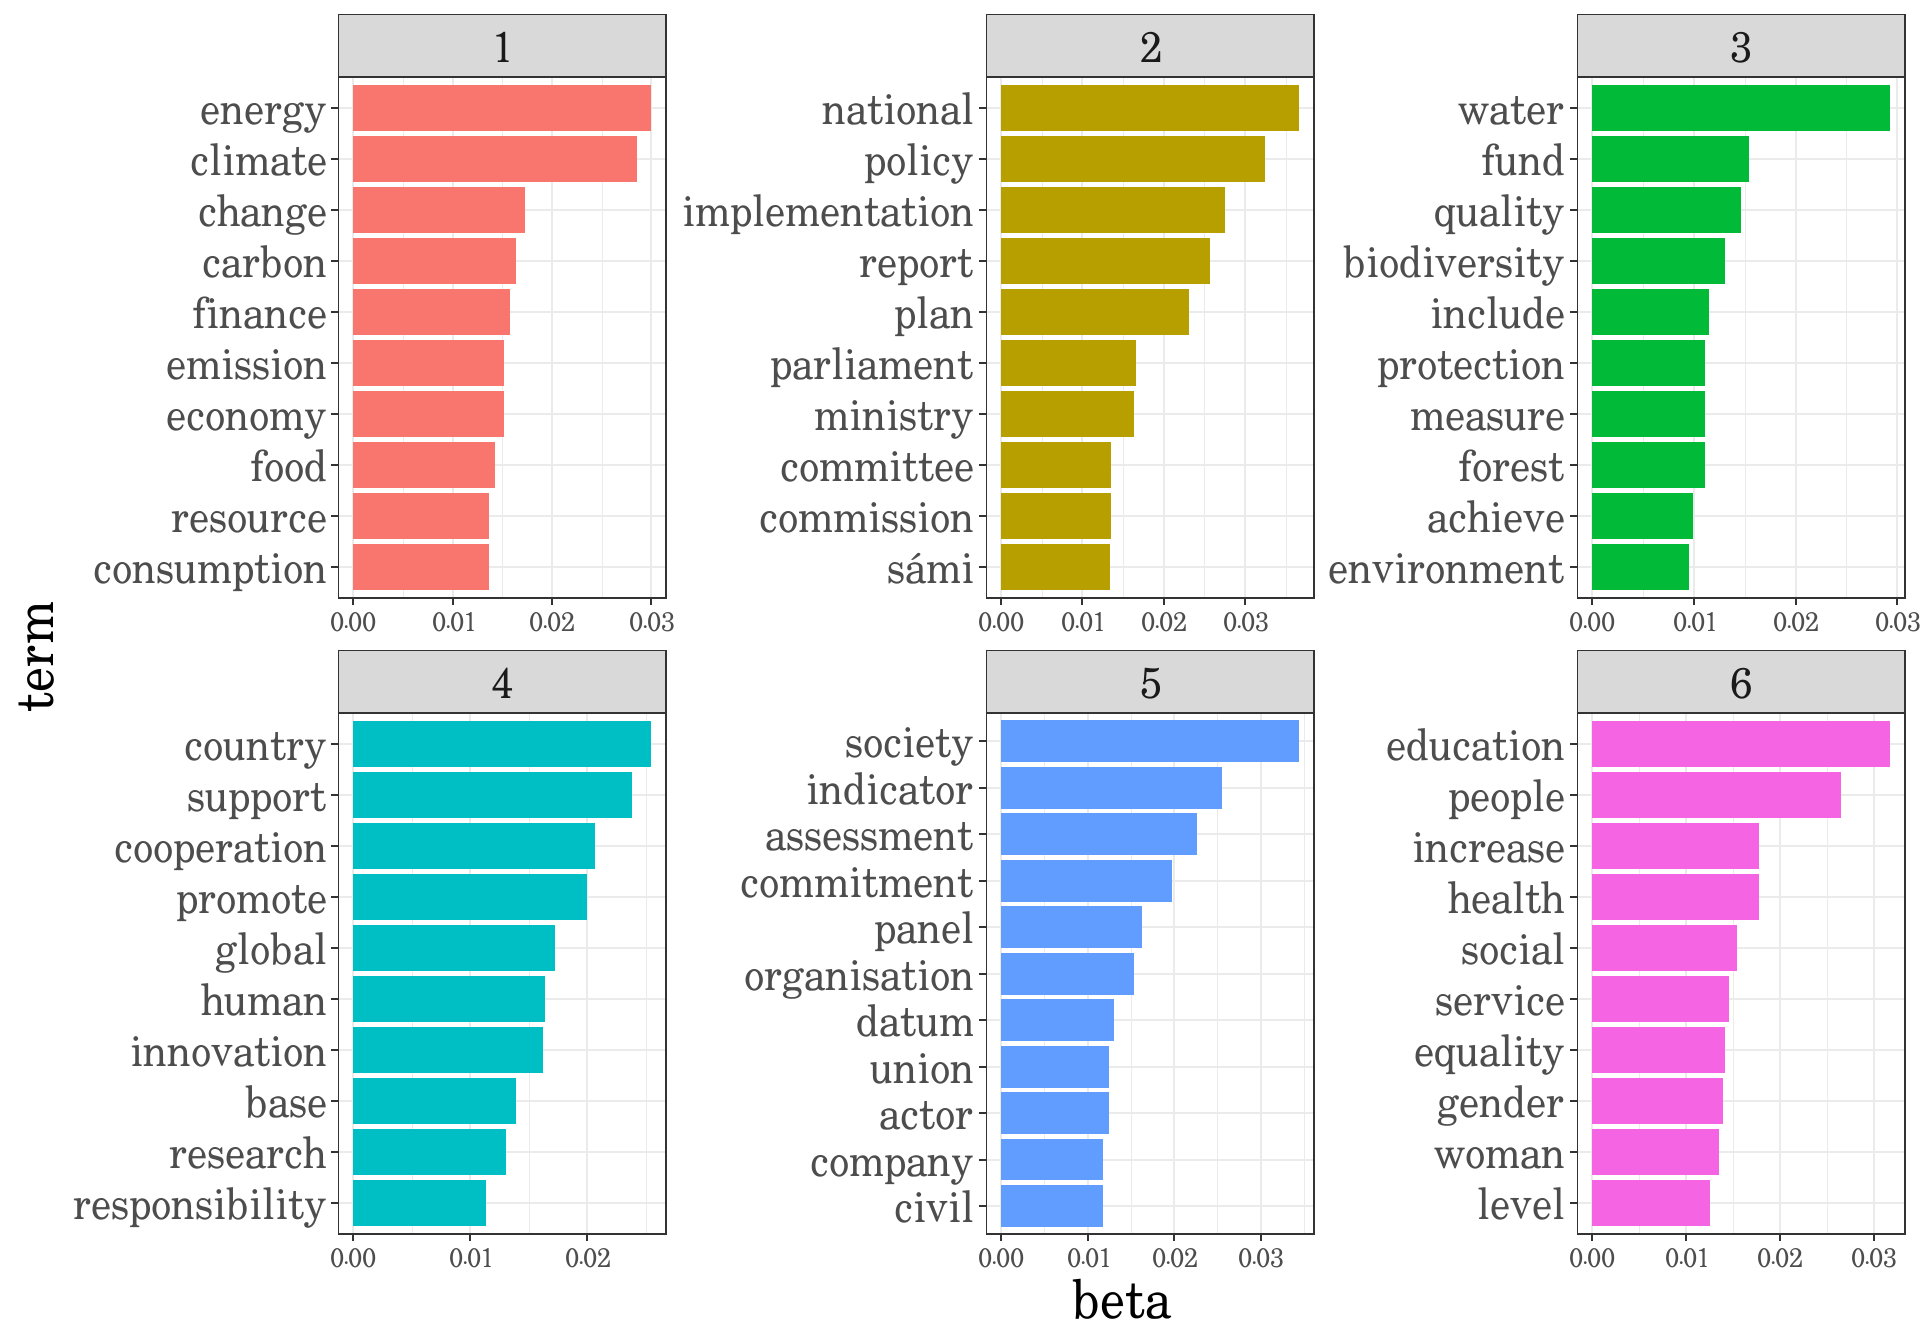 1
energy
climate
change
carbon
finance
emission
economy
food
resource
consumption
0.00 0.01 0.02 0.03
2
national
policy
implementation
report
plan
parliament
ministry
committee
commission
sámi
0.00 0.01 0.02 0.03
3
water
fund
quality
biodiversity
include
protection
measure
forest
achieve
environment
0.00 0.01 0.02 0.03
term
4
country
support
cooperation
promote
global
human
innovation
base
research
responsibility
0.00 0.01 0.02
5
society
indicator
assessment
commitment
panel
organisation
datum
union
actor
company
civil
0.00 0.01 0.02 0.03
6
education
people
increase
health
social
service
equality
gender
woman
level
0.00 0.01 0.02 0.03
beta